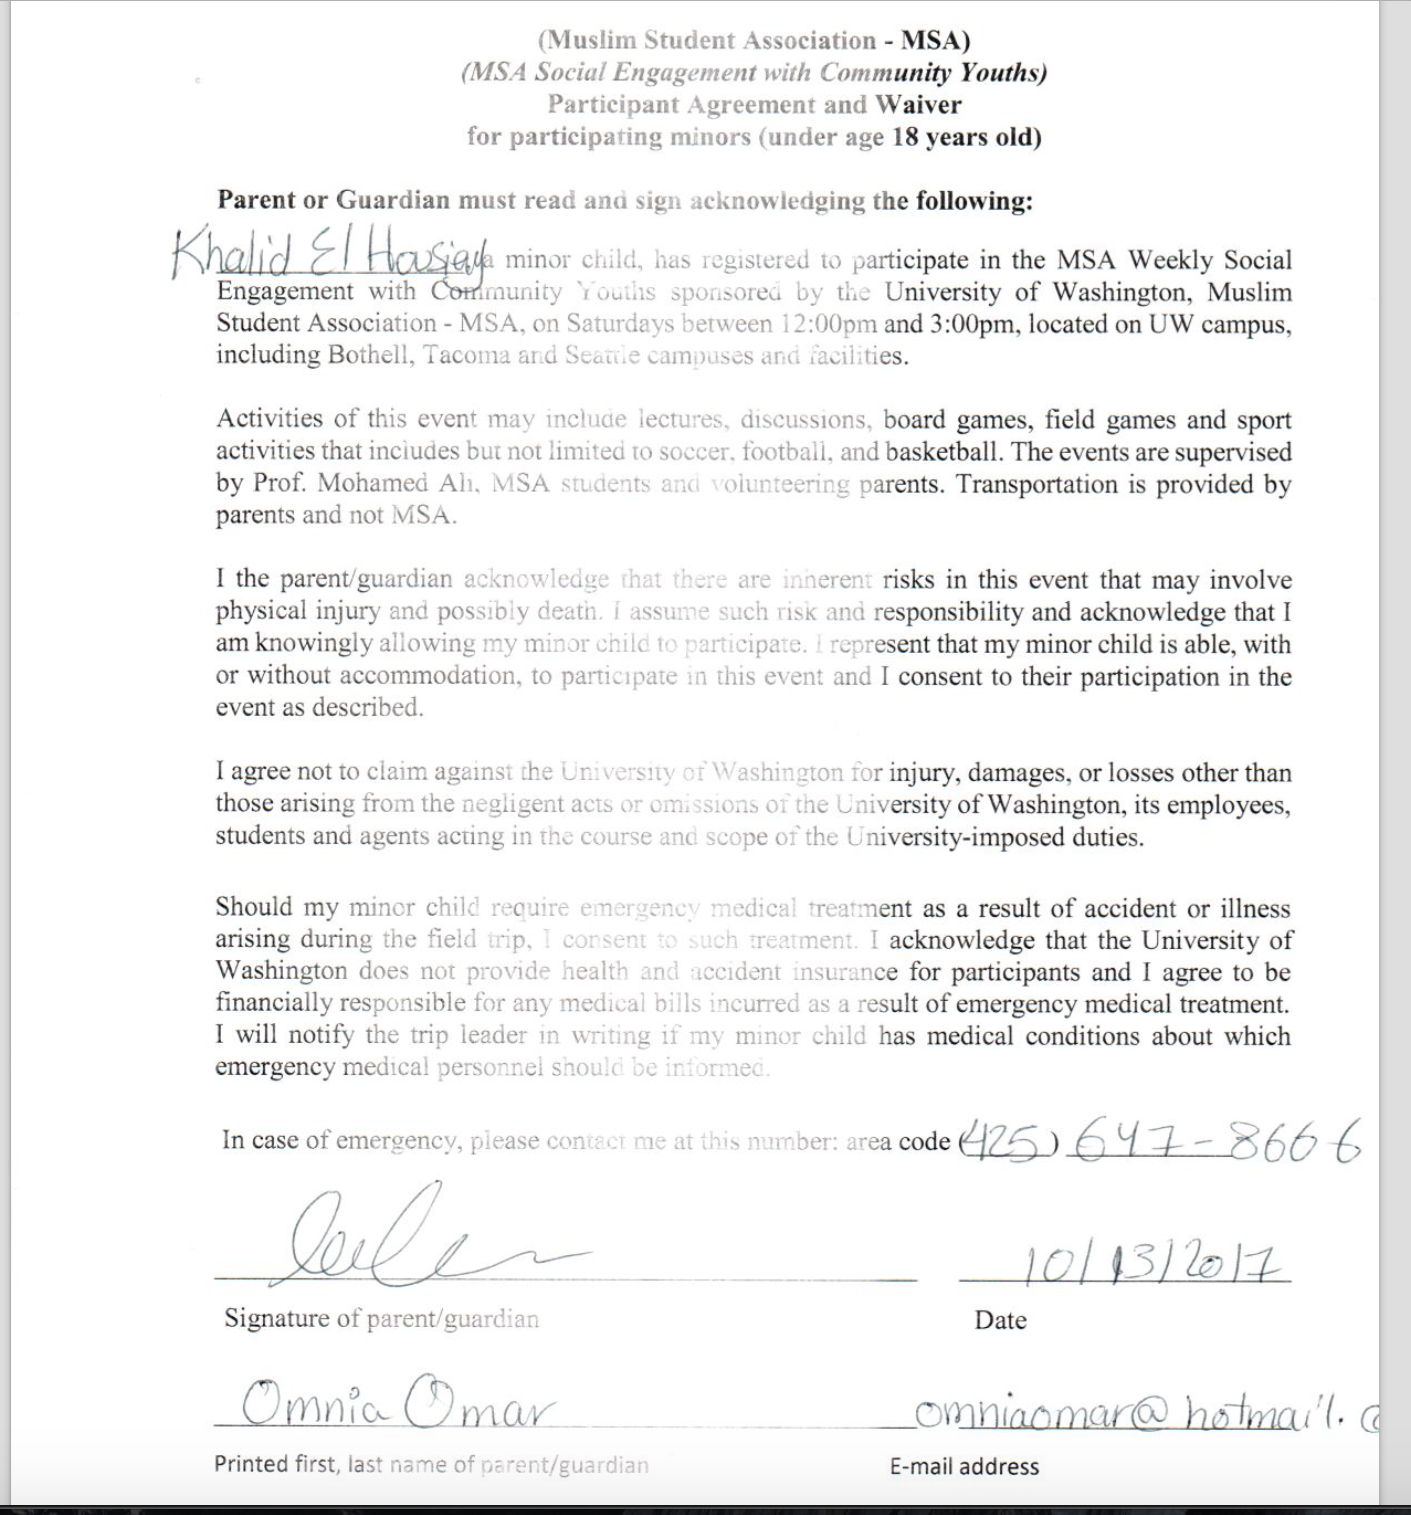 (Muslim Student Association - MSA)
(MSA Social Engagement with Community Youths)
Participant Agreement and Waiver
for participating minors (under age 18 years old)
Parent or Guardian must read and sign acknowledging the following:
Khalid El a minor child, has registered to participate in the MSA Weekly Social
Engagement with Community Youths sponsored by the University of Washington, Muslim
Student Association - MSA, on Saturdays between 12:00pm and 3:00pm, located on UW campus,
including Bothell, Tacoma and Seattle campuses and facilities.
Activities of this event may include lectures, discussions, board games, field games and sport
activities that includes but not limited to soccer, football, and basketball. The events are supervised
by Prof. Mohamed Ali, MSA students and volunteering parents. Transportation is provided by
parents and not MSA.
I the parent/guardian acknowledge that there are inherent risks in this event that may involve
physical injury and possibly death. I assume such risk and responsibility and acknowledge that I
am knowingly allowing my minor child to participate. I represent that my minor child is able, with
or without accommodation, to participate in this event and I consent to their participation in the
event as described.
I agree not to claim against the University of Washington for injury, damages, or losses other than
those arising from the negligent acts or omissions of the University of Washington, its employees,
students and agents acting in the course and scope of the University-imposed duties.
Should my minor child require emergency medical treatment as a result of accident or illness
arising during the field trip, I consent to such treatment. I acknowledge that the University of
Washington does not provide health and accident insurance for participants and I agree to be
financially responsible for any medical bills incurred as a result of emergency medical treatment.
I will notify the trip leader in writing if my minor child has medical conditions about which
emergency medical personnel should be informed.
In case of emergency, please contact me at this number: area code (425) 647-8666
10/13/2017
Signature of parent/guardian Date
Omnia Omar omniaomar@hotmail.
Printed first, last name of parent/guardian E-mail address